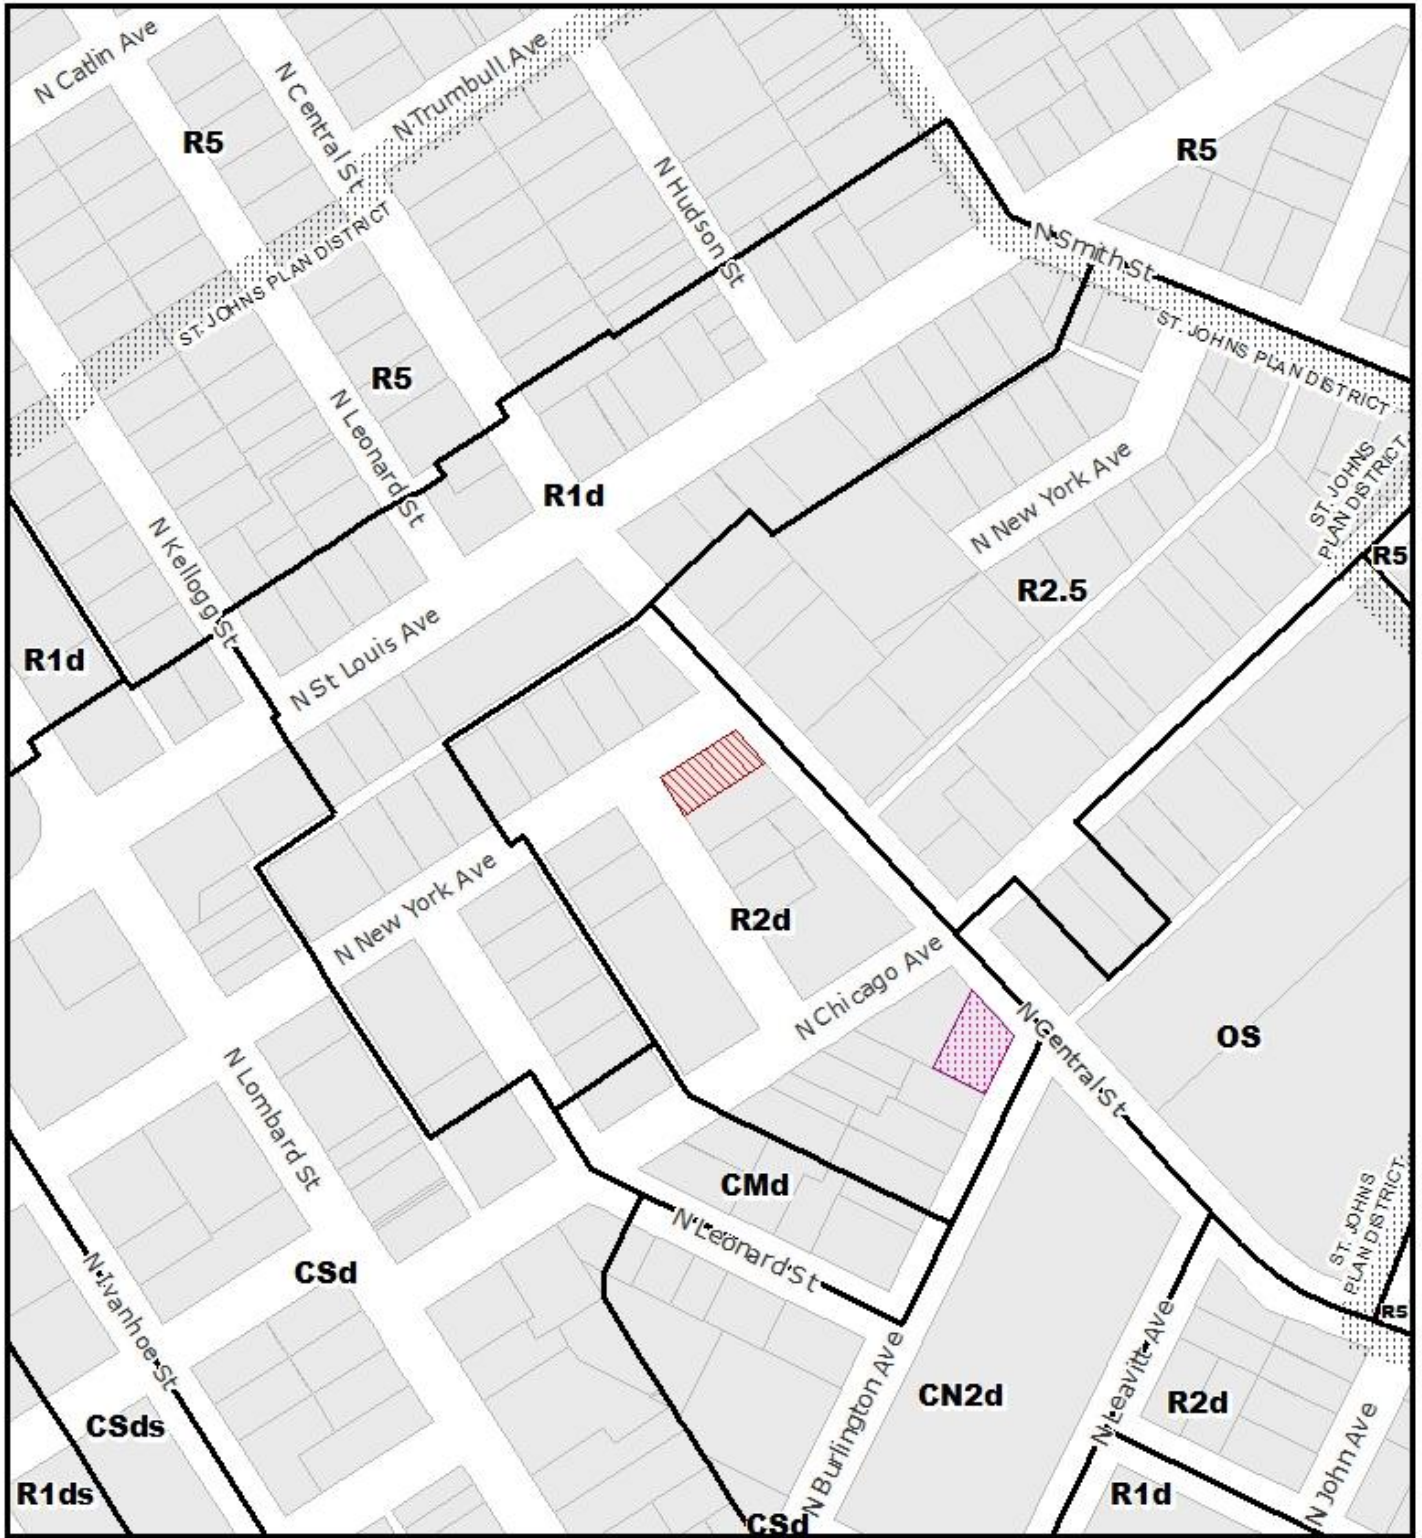 N Catlin Ave
N Central St
N Trumbull Ave
R5
R5
N Hudson St
N Smith St
ST. JOHNS PLAN DISTRICT
ST. JOHNS PLAN DISTRICT
R5
N Leonard St
R1d
N New York Ave
ST. JOHNS
PLAN DISTRICT
R5
N Kellogg St
R2.5
R1d
N St Louis Ave
N New York Ave
R2d
N Chicago Ave
N Central St
OS
N Lombard St
CMd
N Leonard St
ST. JOHNS
PLAN DISTRICT
N Ivanhoe St
CSd
R5
N Leavitt Ave
N Burlington Ave
CN2d
R2d
CSds
N John Ave
R1ds
R1d
CSd